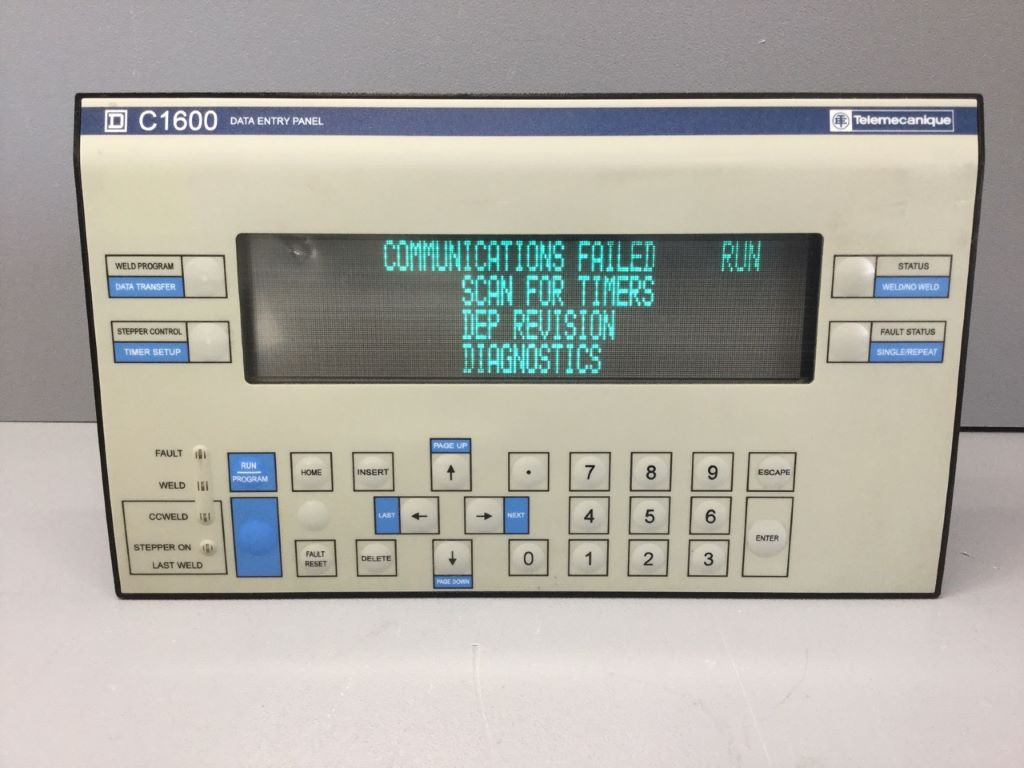 D C1600 DATA ENTRY PANEL
Telemecanique
COMMUNICATIONS FAILED RUN
SCAN FOR TIMERS
DEP REVISION
DIAGNOSTICS
WELD PROGRAM
DATA TRANSFER
STEPPER CONTROL
TIMER SETUP
STATUS
WELD/NO WELD
FAULT STATUS
SINGLE/REPEAT
FAULT
WELD
CCWELD
STEPPER ON
LAST WELD
RUN
PROGRAM
HOME
INSERT
PAGE UP
↑
LAST ←
→ NEXT
FAULT
RESET
DELETE
↓
PAGE DOWN
. 7 8 9 ESCAPE
4 5 6
0 1 2 3
ENTER